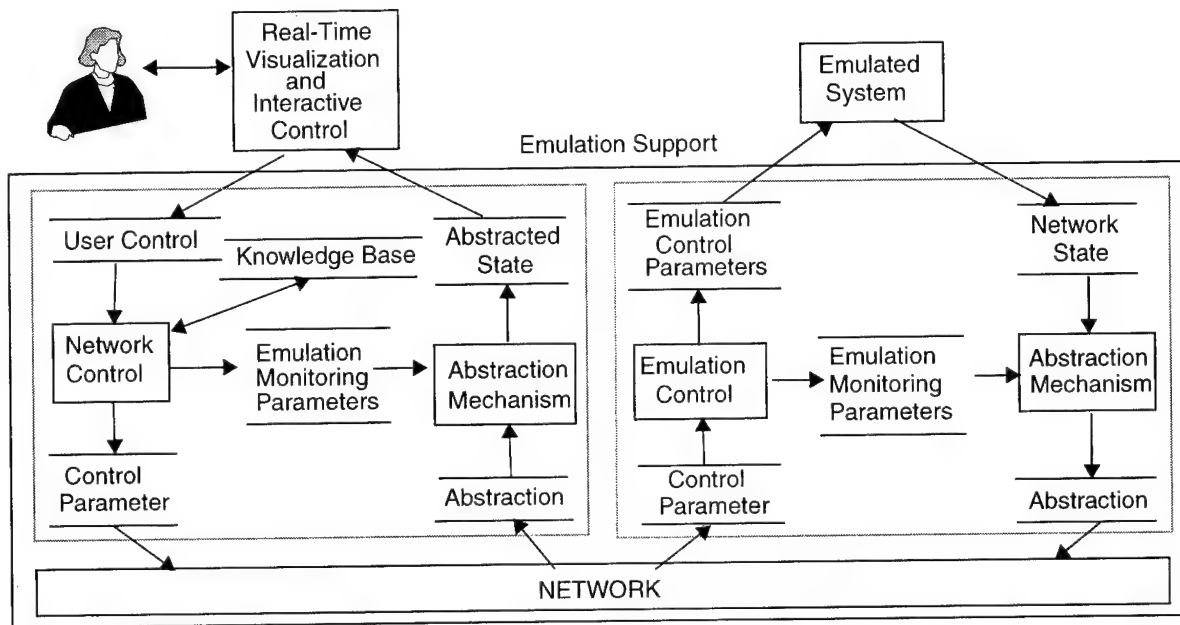 Real-Time
Visualization
and
Interactive
Control
Emulated
System
Emulation Support
User Control
Knowledge Base
Abstracted
State
Emulation
Control
Parameters
Network
State
Network
Control
Emulation
Monitoring
Parameters
Abstraction
Mechanism
Emulation
Control
Emulation
Monitoring
Parameters
Abstraction
Mechanism
Control
Parameter
Abstraction
Control
Parameter
Abstraction
NETWORK